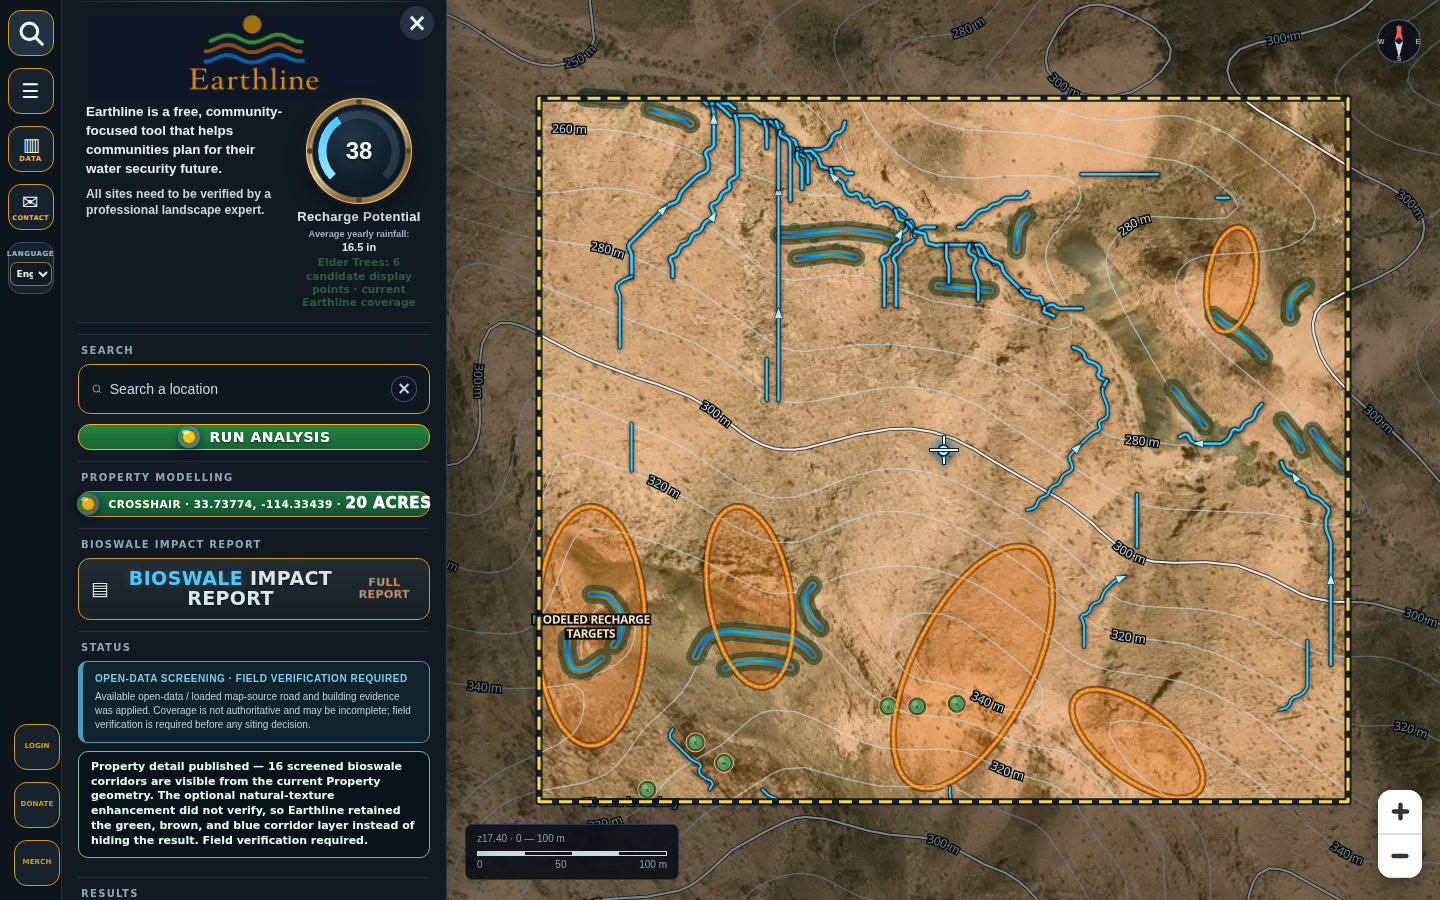 DATA
CONTACT
LANGUAGE
Eng
LOGIN
DONATE
MERCH
Earthline
Earthline is a free, community-
focused tool that helps
communities plan for their
water security future.
All sites need to be verified by a
professional landscape expert.
38
Recharge Potential
Average yearly rainfall:
16.5 in
Elder Trees: 6
candidate display
points · current
Earthline coverage
SEARCH
Search a location
RUN ANALYSIS
PROPERTY MODELLING
CROSSHAIR · 33.73774, -114.33439 · 20 ACRES
BIOSWALE IMPACT REPORT
BIOSWALE IMPACT
REPORT
FULL
REPORT
STATUS
OPEN-DATA SCREENING · FIELD VERIFICATION REQUIRED
Available open-data / loaded map-source road and building evidence
was applied. Coverage is not authoritative and may be incomplete; field
verification is required before any siting decision.
Property detail published — 16 screened bioswale
corridors are visible from the current Property
geometry. The optional natural-texture
enhancement did not verify, so Earthline retained
the green, brown, and blue corridor layer instead of
hiding the result. Field verification required.
RESULTS
250 m
280 m
300 m
300 m
W
E
S
260 m
300 m
280 m
280 m
300 m
300 m
300 m
280 m
320 m
300 m
m
ODELED RECHARGE
TARGETS
300 m
320 m
340 m
340 m
320 m
320 m
320 m
300 m
340 m
z17.40 · 0 — 100 m
0
50
100 m